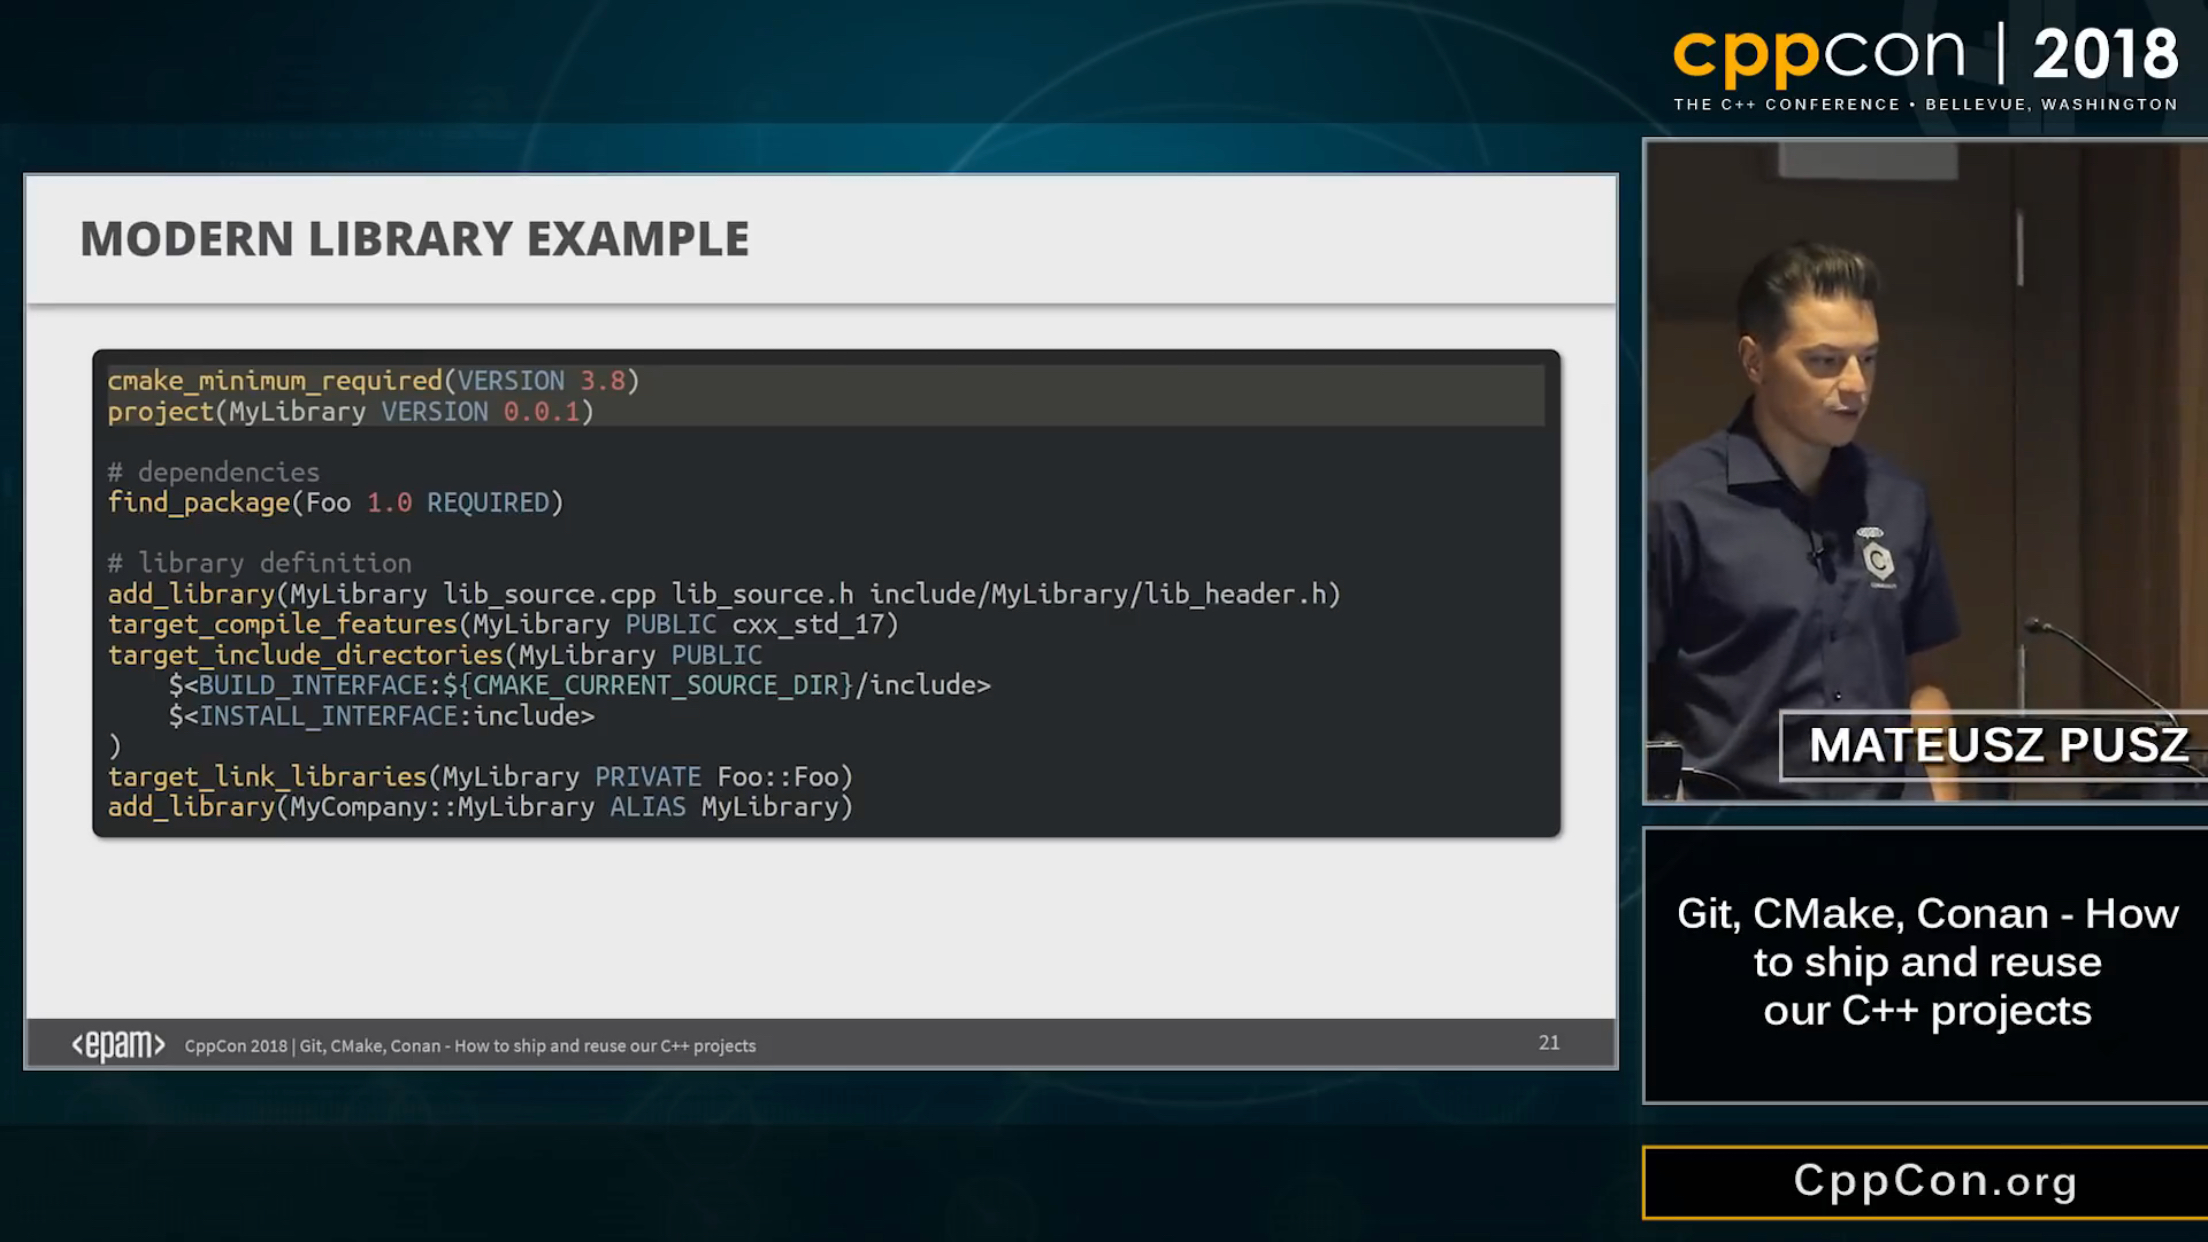 cppcon | 2018
THE C++ CONFERENCE • BELLEVUE, WASHINGTON
MODERN LIBRARY EXAMPLE
cmake_minimum_required(VERSION 3.8)
project(MyLibrary VERSION 0.0.1)
# dependencies
find_package(Foo 1.0 REQUIRED)
# library definition
add_library(MyLibrary lib_source.cpp lib_source.h include/MyLibrary/lib_header.h)
target_compile_features(MyLibrary PUBLIC cxx_std_17)
target_include_directories(MyLibrary PUBLIC
$<BUILD_INTERFACE:${CMAKE_CURRENT_SOURCE_DIR}/include>
$<INSTALL_INTERFACE:include>
)
target_link_libraries(MyLibrary PRIVATE Foo::Foo)
add_library(MyCompany::MyLibrary ALIAS MyLibrary)
<epam>
CppCon 2018 | Git, CMake, Conan - How to ship and reuse our C++ projects
21
C++
MATEUSZ PUSZ
Git, CMake, Conan - How
to ship and reuse
our C++ projects
CppCon.org